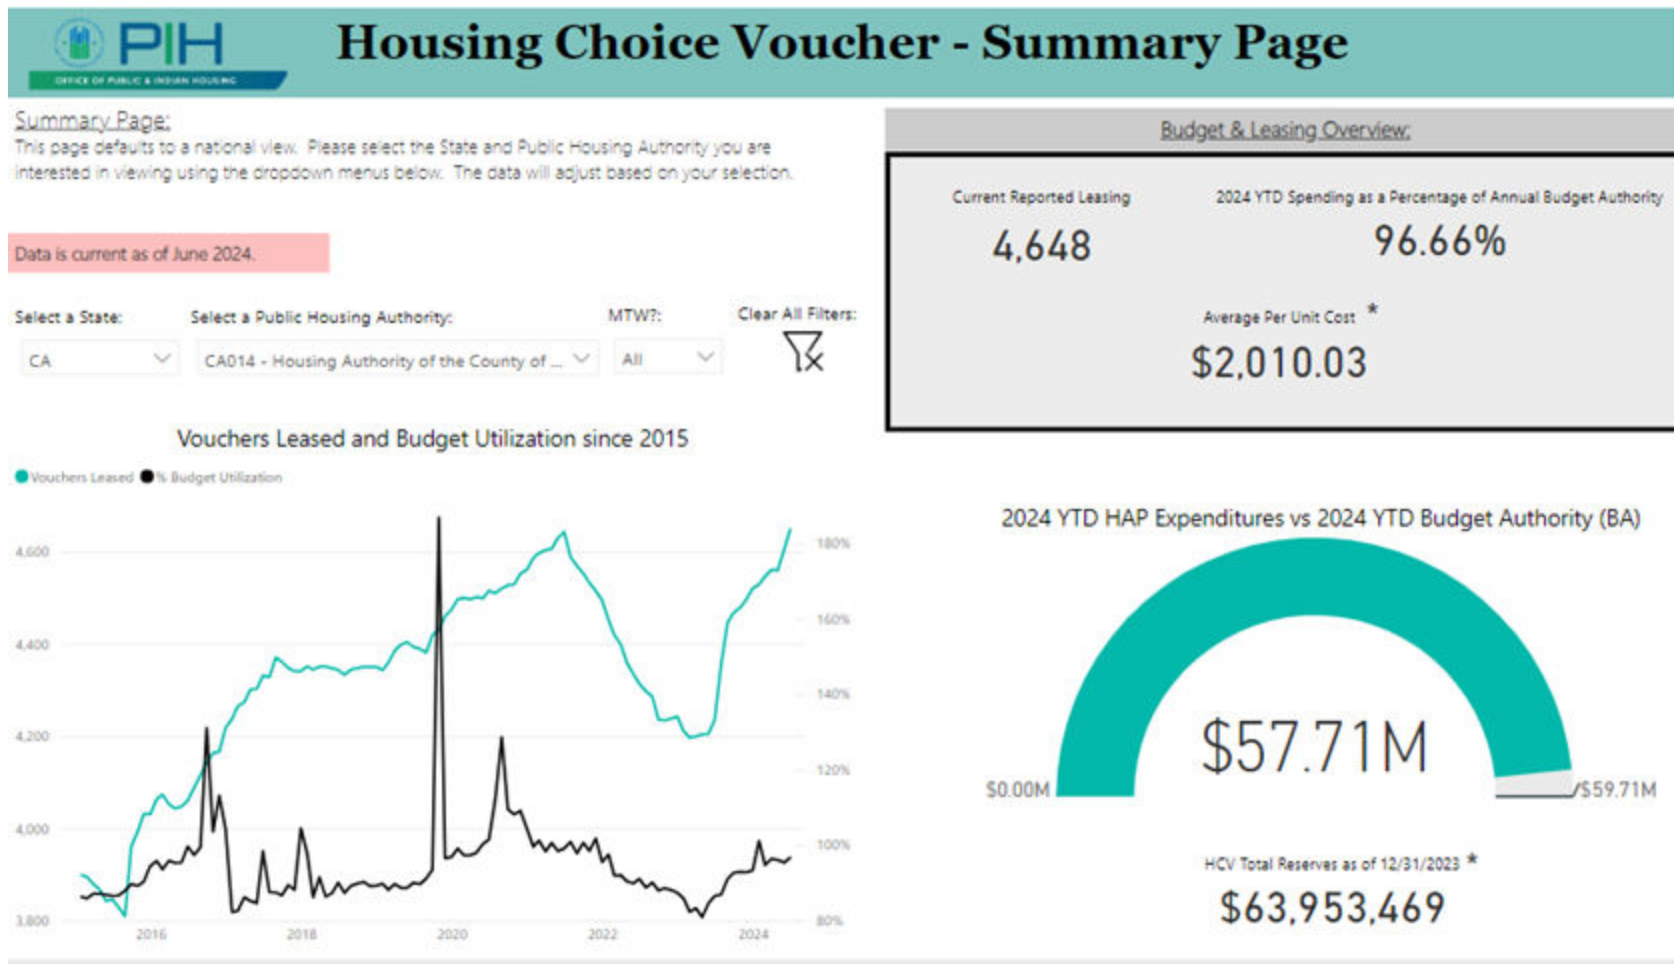 PIH
OFFICE OF PUBLIC & INDIAN HOUSING
Housing Choice Voucher - Summary Page
Summary Page:
This page defaults to a national view. Please select the State and Public Housing Authority you are
interested in viewing using the dropdown menus below. The data will adjust based on your selection.
Data is current as of June 2024.
Select a State:
CA
Select a Public Housing Authority:
CA014 - Housing Authority of the County of ...
MTW?:
All
Clear All Filters:
Budget & Leasing Overview:
Current Reported Leasing
4,648
2024 YTD Spending as a Percentage of Annual Budget Authority
96.66%
Average Per Unit Cost *
$2,010.03
Vouchers Leased and Budget Utilization since 2015
Vouchers Leased
% Budget Utilization
4,600
4,400
4,200
4,000
3,800
180%
160%
140%
120%
100%
80%
2016
2018
2020
2022
2024
2024 YTD HAP Expenditures vs 2024 YTD Budget Authority (BA)
$57.71M
$0.00M
$59.71M
HCV Total Reserves as of 12/31/2023 *
$63,953,469